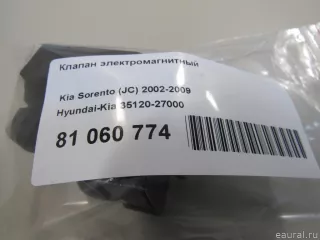 Клапан электромагнитный
Kia Sorento (JC) 2002-2009
Hyundai-Kia 35120-27000
81 060 774
eaural.ru